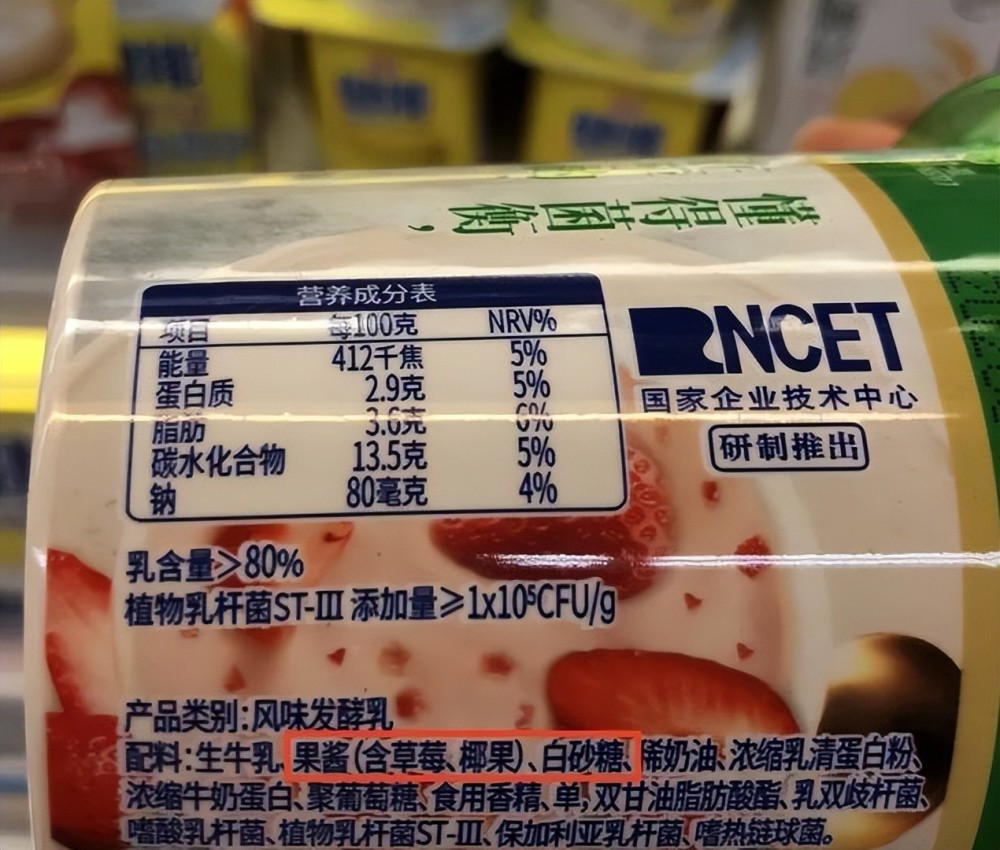 懂得菌衡，
营养成分表
项目 每100克 NRV%
能量 412千焦 5%
蛋白质 2.9克 5%
脂肪 3.6克 6%
碳水化合物 13.5克 5%
钠 80毫克 4%
RNCET
国家企业技术中心
研制推出
乳含量≥80%
植物乳杆菌ST-III 添加量≥1x10⁵CFU/g
产品类别:风味发酵乳
配料:生牛乳、果酱(含草莓、椰果)、白砂糖、稀奶油、浓缩乳清蛋白粉、
浓缩牛奶蛋白、聚葡萄糖、食用香精、单,双甘油脂肪酸酯、乳双歧杆菌、
嗜酸乳杆菌、植物乳杆菌ST-III、保加利亚乳杆菌、嗜热链球菌。